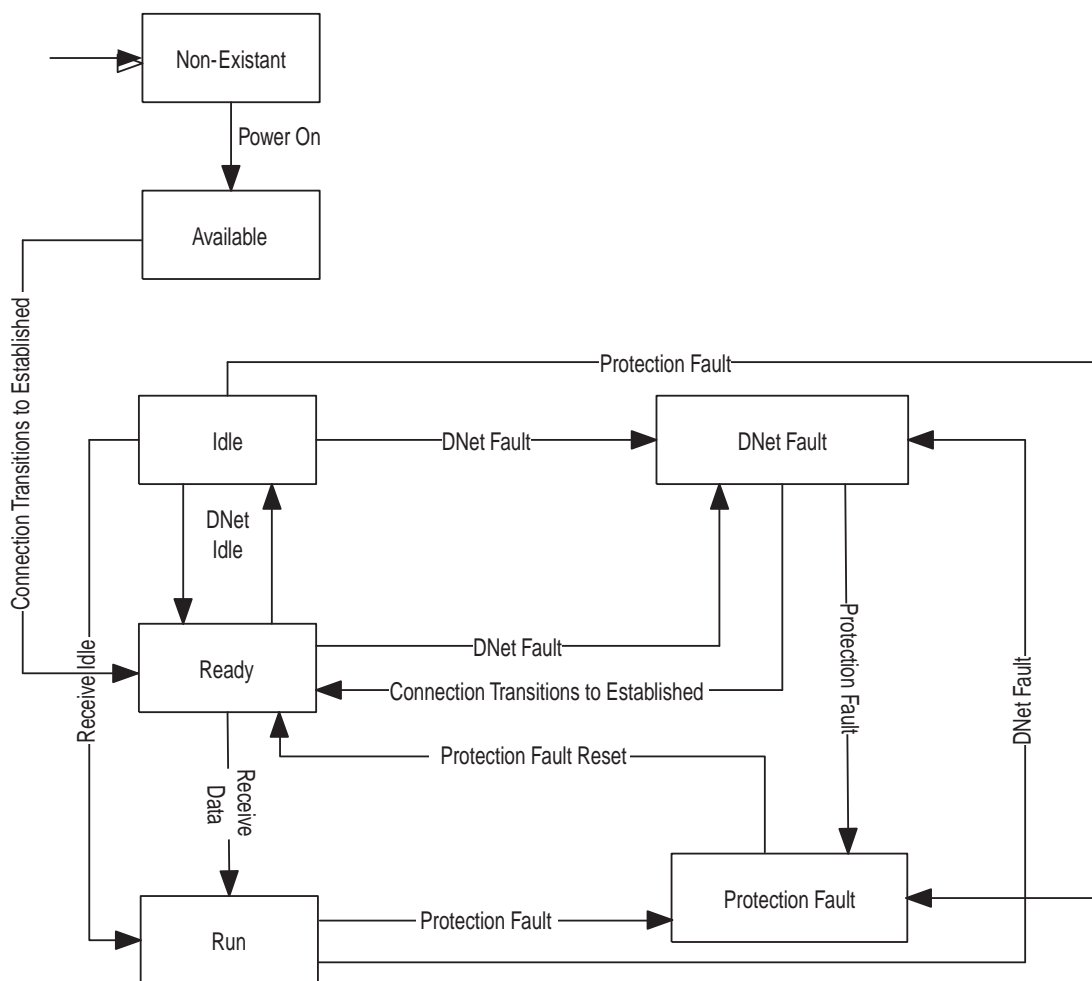 Non-Existant
Power On
Available
Connection Transitions to Established
Protection Fault
Idle
DNet Fault
DNet Fault
DNet
Idle
Receive Idle
Ready
DNet Fault
Connection Transitions to Established
Protection Fault
DNet Fault
Protection Fault Reset
Receive
Data
Run
Protection Fault
Protection Fault